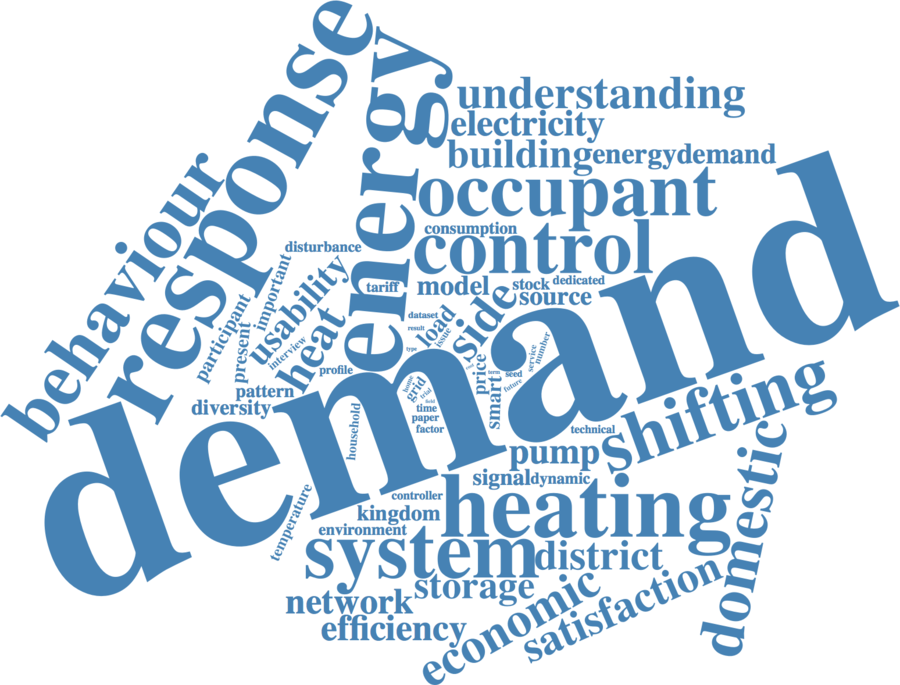 response
energy
understanding
electricity
behaviour
building
energydemand
occupant
consumption
control
disturbance
important
usability
tariff
model
stock
dedicated
source
side
participant
present
heat
interview
dataset
result
load
issue
type
demand
price
term
smart
seed
future
service
number
profile
home
grid
trial
field
pattern
diversity
time
paper
factor
household
technical
shifting
pump
domestic
signal
dynamic
controller
heating
kingdom
temperature
environment
system
district
storage
network
economic
satisfaction
efficiency